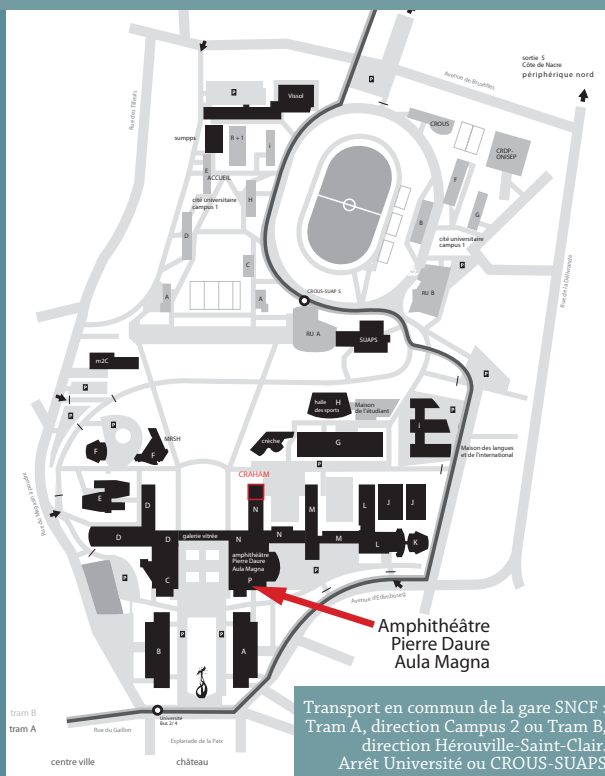 sortie 5
Côte de Nacre
périphérique nord
Avenue de Bruxelles
Rue des Tilleuls
P
P
Vissol
sumpps
R + 1
i
CROUS
CRDP-
ONISEP
E
ACCUEIL
F
cité universitaire
campus 1
H
G
B
D
cité universitaire
campus 1
C
P
Rue de la Délivrande
A
A
CROUS-SUAP S
RU B
RU A
SUAPS
m2C
P
P
halle
des sports
H
Maison
de l'étudiant
P
I
MRSH
F
F
crèche
G
Maison des langues
et de l'international
P
CRAHAM
E
D
N
M
L
J
J
D
D
galerie vitrée
N
N
M
L
K
amphithéâtre
Pierre Daure
Aula Magna
C
P
P
P
Avenue d'Edimbourg
Amphithéâtre
Pierre Daure
Aula Magna
B
P
P
A
tram B
tram A
Université
Bus 2/ 4
Rue du Gaillon
Esplanade de la Paix
centre ville
château
Transport en commun de la gare SNCF :
Tram A, direction Campus 2 ou Tram B,
direction Hérouville-Saint-Clair.
Arrêt Université ou CROUS-SUAPS